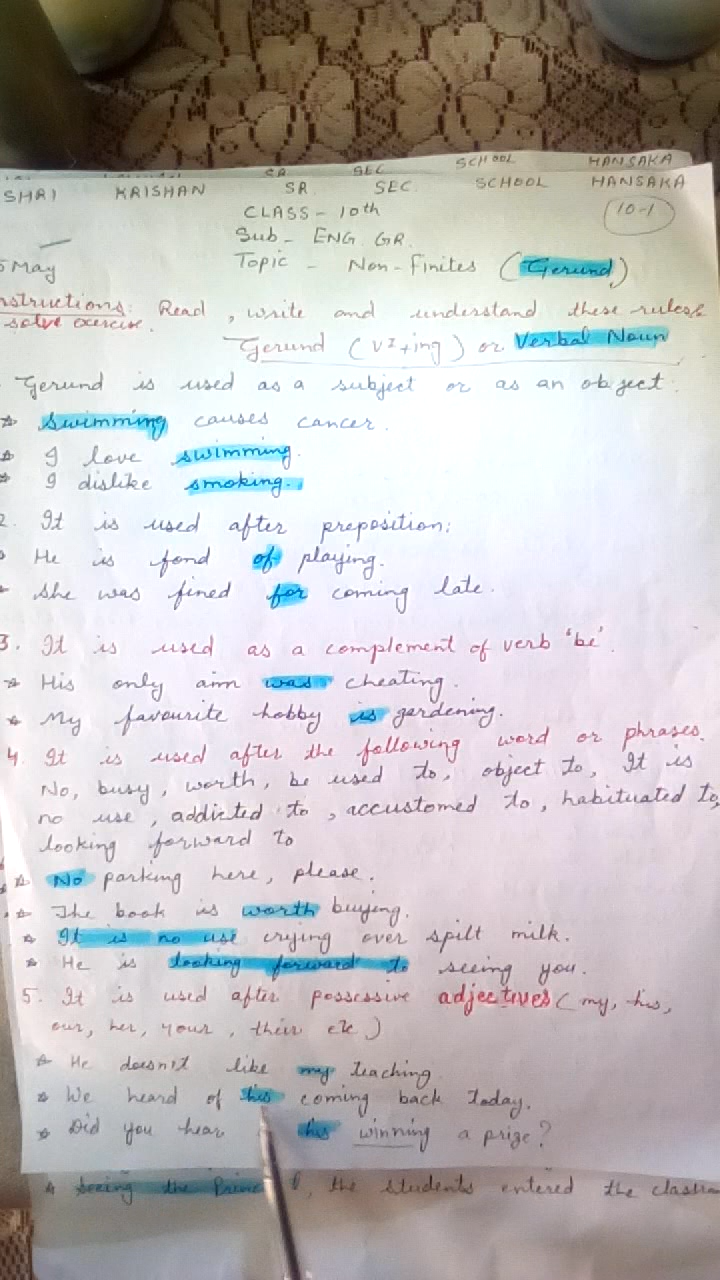 SR SEC SCHOOL HANSAKA
SHRI KRISHAN SR. SEC. SCHOOL HANSAKA
CLASS - 10th 10-1
Sub - ENG GR.
May Topic - Non-Finites (Gerund)
nstructions: Read, write and understand these rules &
solve exercise.
Gerund (V¹+ing) or Verbal Noun
Gerund is used as a subject or as an object:
Swimming causes cancer.
I love swimming.
I dislike smoking.
2. It is used after preposition:
He is fond of playing.
She was fined for coming late.
3. It is used as a complement of verb 'be'.
His only aim was cheating.
My favourite hobby is gardening.
4. It is used after the following word or phrases.
No, busy, worth, be used to, object to, It is
no use, addicted to, accustomed to, habituated to,
looking forward to
No parking here, please.
The book is worth buying.
It is no use crying over spilt milk.
He is looking forward to seeing you.
5. It is used after possessive adjectives (my, his,
our, her, your, their etc)
He doesn't like my teaching.
We heard of his coming back today.
Did you hear his winning a prize?
Seeing the , the students entered the